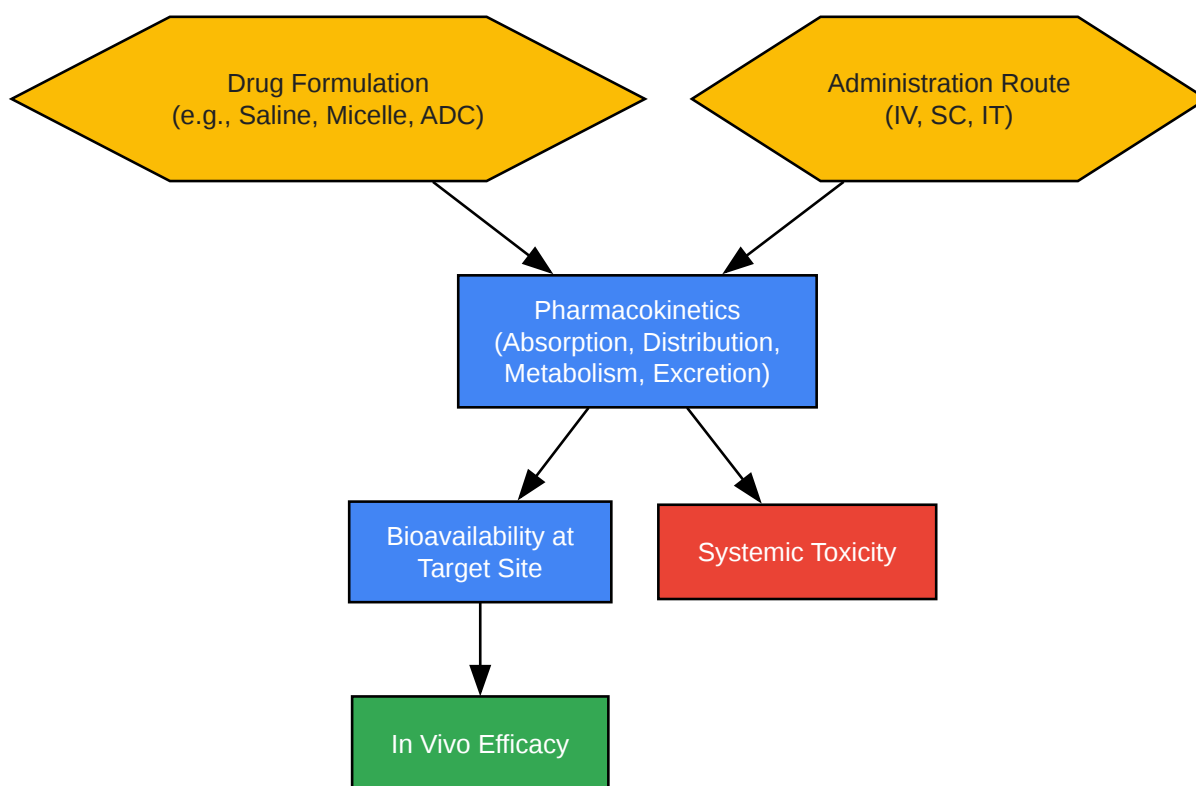 Drug Formulation
(e.g., Saline, Micelle, ADC)
Administration Route
(IV, SC, IT)
Pharmacokinetics
(Absorption, Distribution,
Metabolism, Excretion)
Bioavailability at
Target Site
Systemic Toxicity
In Vivo Efficacy